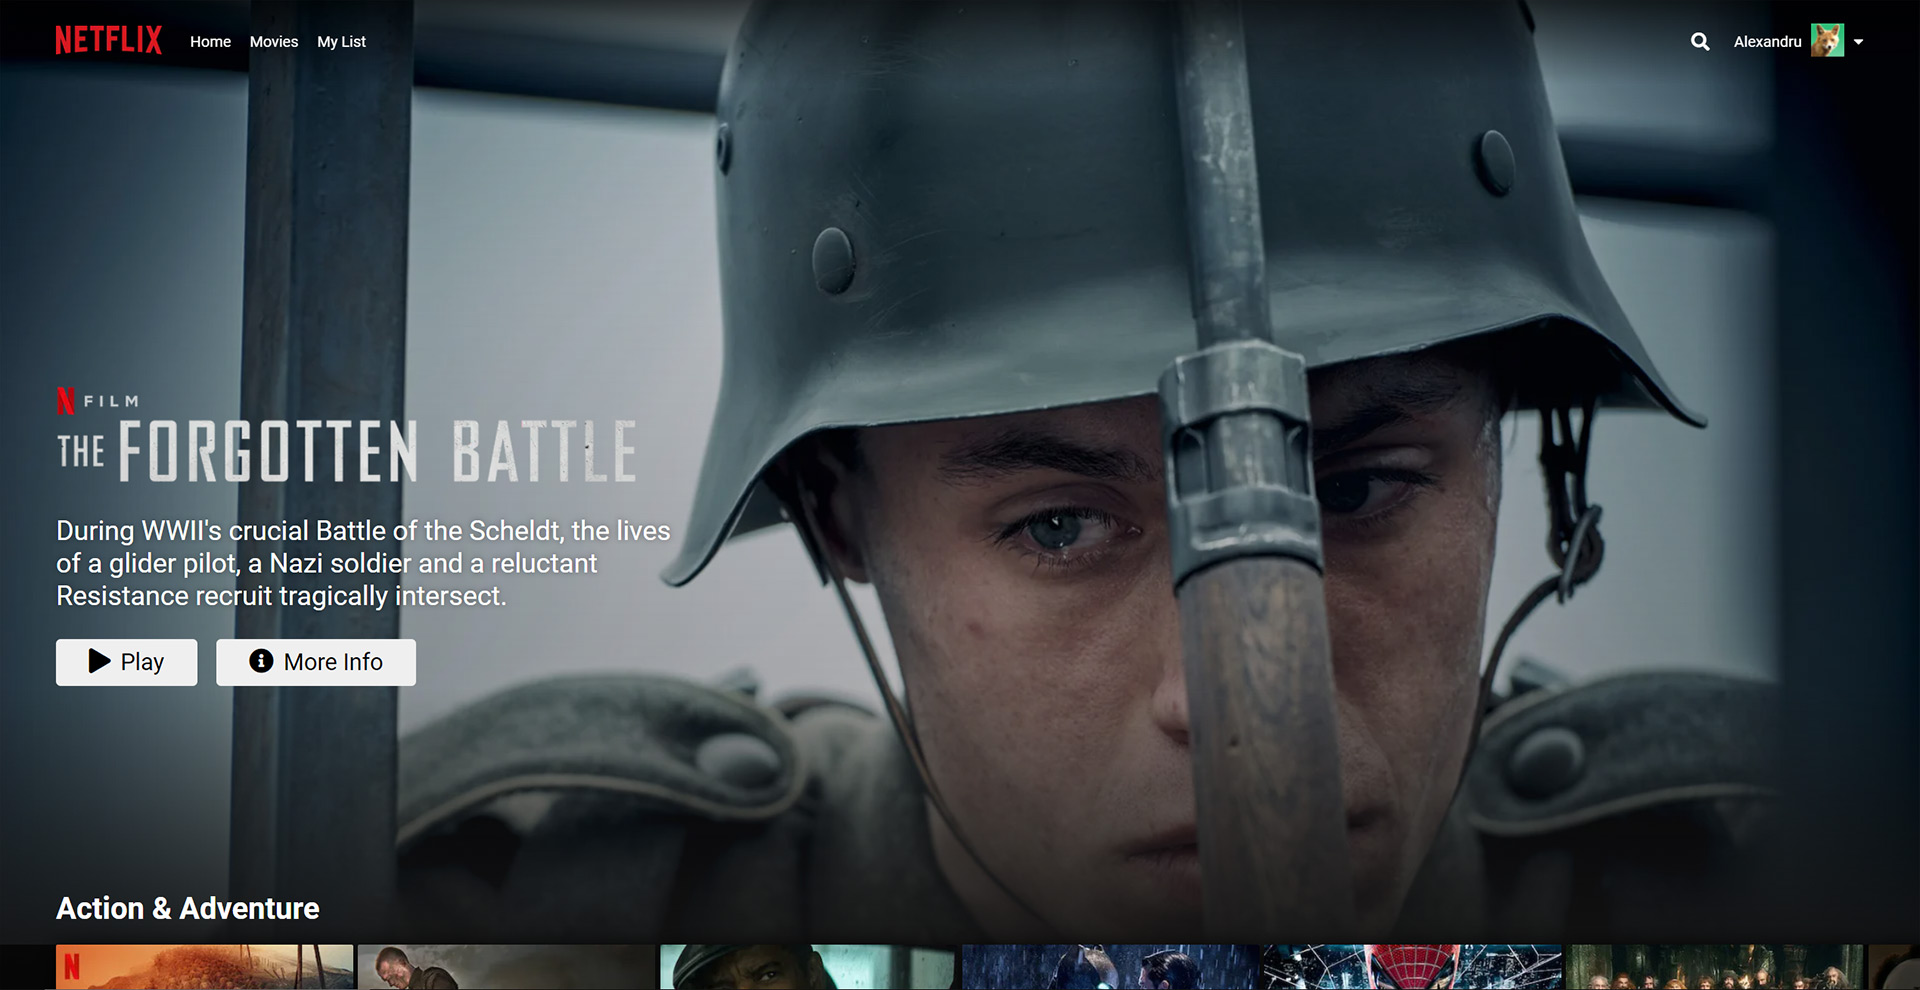 NETFLIX Home Movies My List Alexandru
N FILM
THE FORGOTTEN BATTLE
During WWII's crucial Battle of the Scheldt, the lives
of a glider pilot, a Nazi soldier and a reluctant
Resistance recruit tragically intersect.
Play More Info
Action & Adventure
N